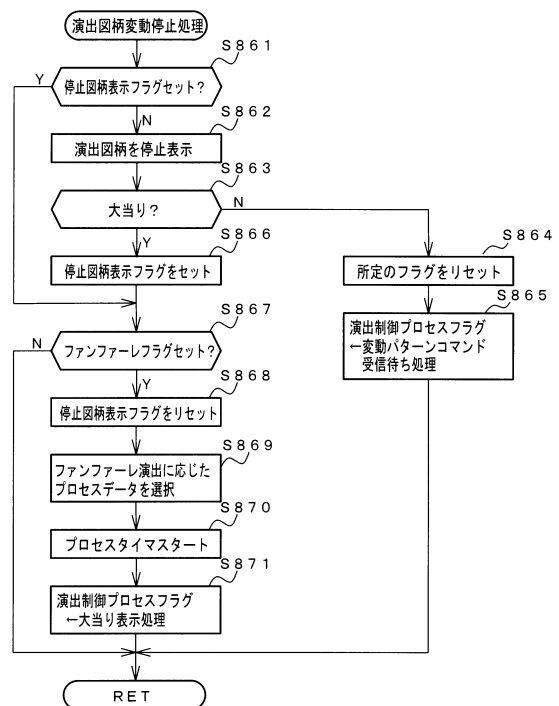 演出図柄変動停止処理
S861
停止図柄表示フラグセット？
Y
N
S862
演出図柄を停止表示
S863
大当り？
N
Y
S866
停止図柄表示フラグをセット
S864
所定のフラグをリセット
S865
演出制御プロセスフラグ
←変動パターンコマンド
受信待ち処理
S867
ファンファーレフラグセット？
N
Y
S868
停止図柄表示フラグをリセット
S869
ファンファーレ演出に応じた
プロセスデータを選択
S870
プロセスタイマスタート
S871
演出制御プロセスフラグ
←大当り表示処理
RET